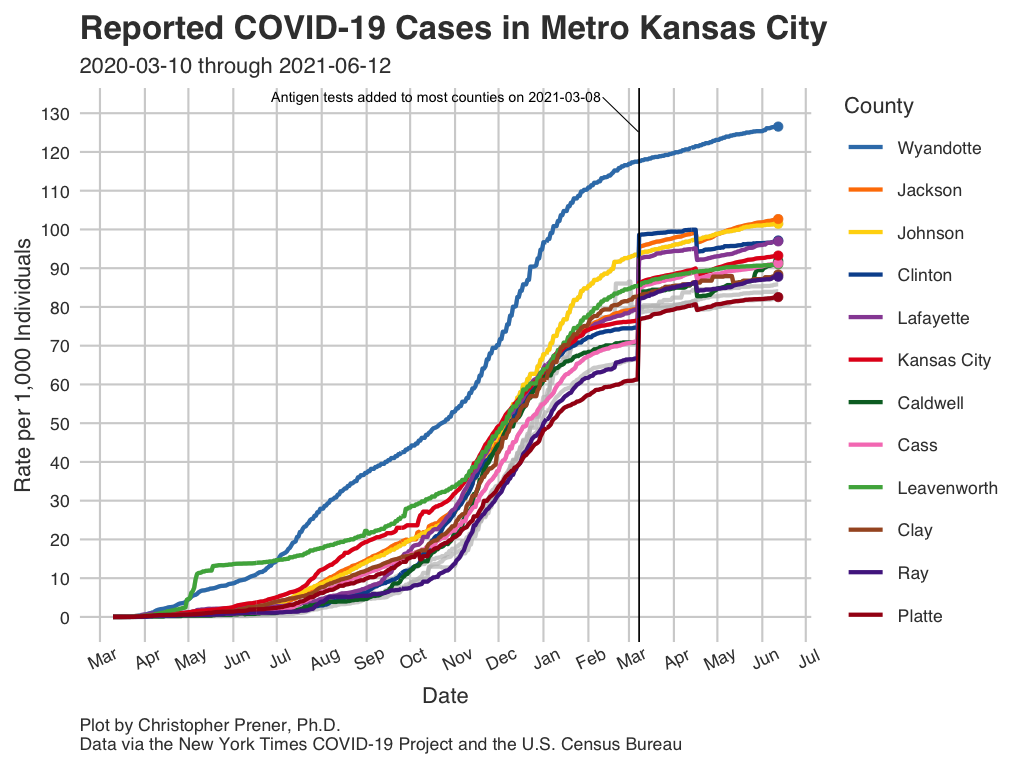 Reported COVID-19 Cases in Metro Kansas City
2020-03-10 through 2021-06-12
Antigen tests added to most counties on 2021-03-08
Rate per 1,000 Individuals
130
120
110
100
90
80
70
60
50
40
30
20
10
0
Mar Apr May Jun Jul Aug Sep Oct Nov Dec Jan Feb Mar Apr May Jun Jul
Date
County
Wyandotte
Jackson
Johnson
Clinton
Lafayette
Kansas City
Caldwell
Cass
Leavenworth
Clay
Ray
Platte
Plot by Christopher Prener, Ph.D.
Data via the New York Times COVID-19 Project and the U.S. Census Bureau